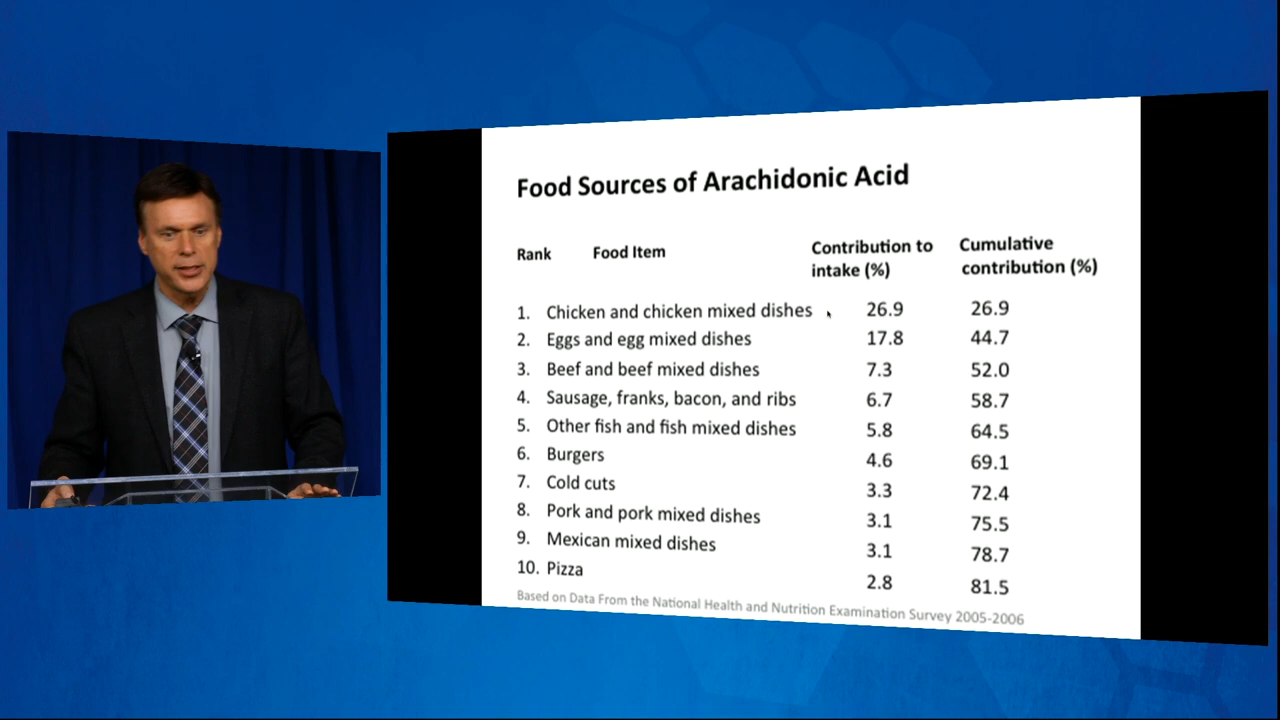 Food Sources of Arachidonic Acid
Rank Food Item Contribution to intake (%) Cumulative contribution (%)
1. Chicken and chicken mixed dishes 26.9 26.9
2. Eggs and egg mixed dishes 17.8 44.7
3. Beef and beef mixed dishes 7.3 52.0
4. Sausage, franks, bacon, and ribs 6.7 58.7
5. Other fish and fish mixed dishes 5.8 64.5
6. Burgers 4.6 69.1
7. Cold cuts 3.3 72.4
8. Pork and pork mixed dishes 3.1 75.5
9. Mexican mixed dishes 3.1 78.7
10. Pizza 2.8 81.5
Based on Data From the National Health and Nutrition Examination Survey 2005-2006